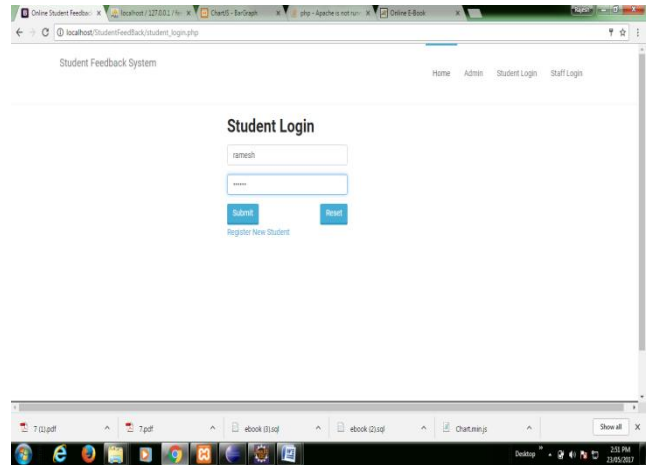 Online Student Feedbac localhost / 127.0.0.1 / ChartJS - BarGraph php - Apache is not run Online E-Book
localhost/StudentFeedBack/student_login.php
Student Feedback System
Home Admin Student Login Staff Login
Student Login
ramesh
••••••
Submit Reset
Register New Student
7 (1).pdf 7.pdf ebook (3).sql ebook (2).sql Chart.min.js Show all
Desktop 2:51 PM
23/05/2017